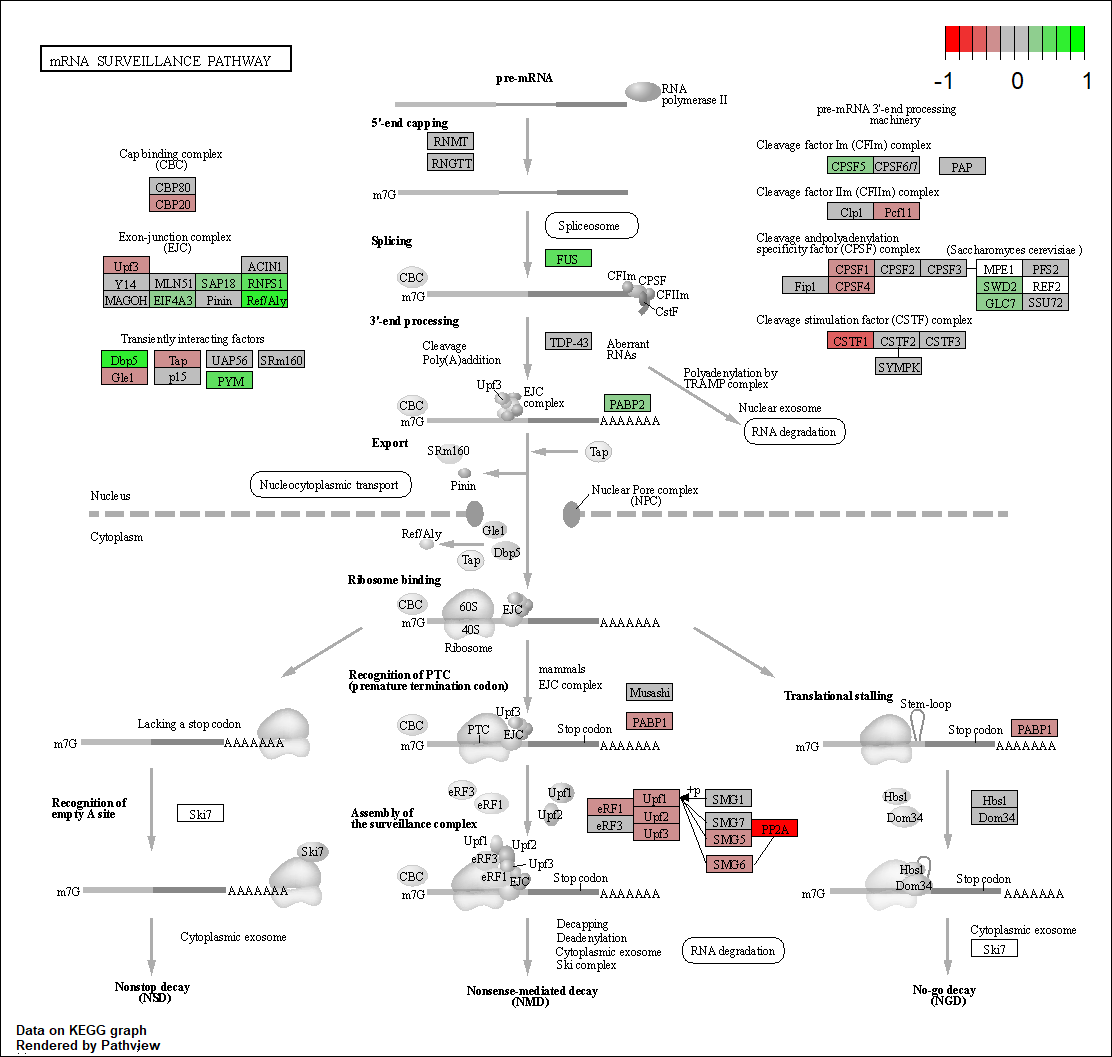 mRNA SURVEILLANCE PATHWAY
-1 0 1
pre-mRNA
RNA
polymerase II
5'-end capping
RNMT
RNGTT
m7G
Splicing
Spliceosome
FUS
CBC
m7G
CFIm
CPSF
CFIIm
CstF
3'-end processing
Cleavage
Poly(A)addition
TDP-43
Aberrant
RNAs
Polyadenylation by
TRAMP complex
Nuclear exosome
RNA degradation
Upf3
EJC
complex
PABP2
CBC
m7G
AAAAAAA
Export
SRm160
Tap
Pinin
Nucleocytoplasmic transport
Nuclear Pore complex
(NPC)
Nucleus
Cytoplasm
Ref/Aly
Gle1
Dbp5
Tap
Ribosome binding
CBC
m7G
60S
40S
EJC
AAAAAAA
Ribosome
Cap binding complex
(CBC)
CBP80
CBP20
Exon-junction complex
(EJC)
Upf3
ACIN1
Y14
MLN51
SAP18
RNPS1
MAGOH
EIF4A3
Pinin
Ref/Aly
Transiently interacting factors
Dbp5
Tap
UAP56
SRm160
Gle1
p15
PYM
pre-mRNA 3'-end processing
machinery
Cleavage factor Im (CFIm) complex
CPSF5
CPSF6/7
PAP
Cleavage factor IIm (CFIIm) complex
Clp1
Pcf11
Cleavage andpolyadenylation
specificity factor (CPSF) complex
(Saccharomyces cerevisiae )
CPSF1
CPSF2
CPSF3
MPE1
PFS2
Fip1
CPSF4
SWD2
REF2
GLC7
SSU72
Cleavage stimulation factor (CSTF) complex
CSTF1
CSTF2
CSTF3
SYMPK
Lacking a stop codon
m7G
AAAAAAA
Recognition of
empty A site
Ski7
Ski7
m7G
AAAAAAA
Cytoplasmic exosome
Nonstop decay
(NSD)
Recognition of PTC
(premature termination codon)
mammals
EJC complex
Musashi
PABP1
CBC
m7G
PTC
Upf3
EJC
Stop codon
AAAAAAA
eRF3
eRF1
Upf1
Upf2
Assembly of
the surveillance complex
eRF1
eRF3
Upf1
Upf2
Upf3
+p
SMG1
SMG7
SMG5
PP2A
SMG6
Upf1
Upf2
eRF3
Upf3
eRF1
EJC
CBC
m7G
Stop codon
AAAAAAA
Decapping
Deadenylation
Cytoplasmic exosome
Ski complex
RNA degradation
Nonsense-mediated decay
(NMD)
Translational stalling
Stem-loop
m7G
Stop codon
PABP1
AAAAAAA
Hbs1
Dom34
Hbs1
Dom34
Hbs1
Dom34
m7G
Stop codon
AAAAAAA
Cytoplasmic exosome
Ski7
No-go decay
(NGD)
Data on KEGG graph
Rendered by Pathview